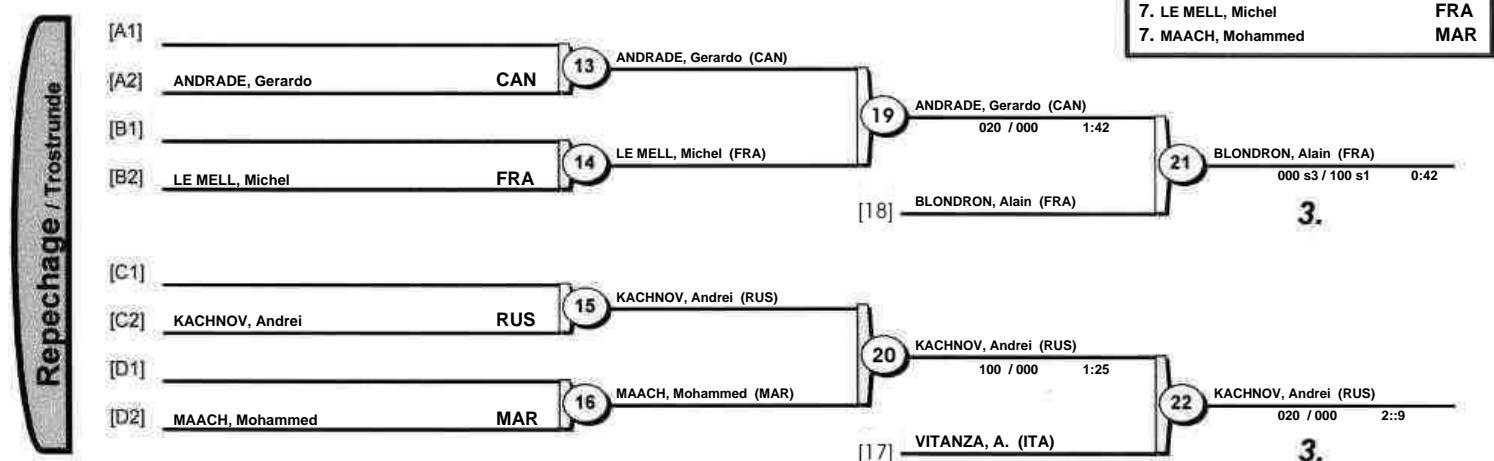 7. LE MELL, Michel FRA
7. MAACH, Mohammed MAR
Repechage / Trostrunde
[A1]
[A2] ANDRADE, Gerardo CAN
13 ANDRADE, Gerardo (CAN)
[B1]
[B2] LE MELL, Michel FRA
14 LE MELL, Michel (FRA)
19 ANDRADE, Gerardo (CAN)
020 / 000 1:42
[18] BLONDRON, Alain (FRA)
21 BLONDRON, Alain (FRA)
000 s3 / 100 s1 0:42
3.
[C1]
[C2] KACHNOV, Andrei RUS
15 KACHNOV, Andrei (RUS)
[D1]
[D2] MAACH, Mohammed MAR
16 MAACH, Mohammed (MAR)
20 KACHNOV, Andrei (RUS)
100 / 000 1:25
[17] VITANZA, A. (ITA)
22 KACHNOV, Andrei (RUS)
020 / 000 2::9
3.